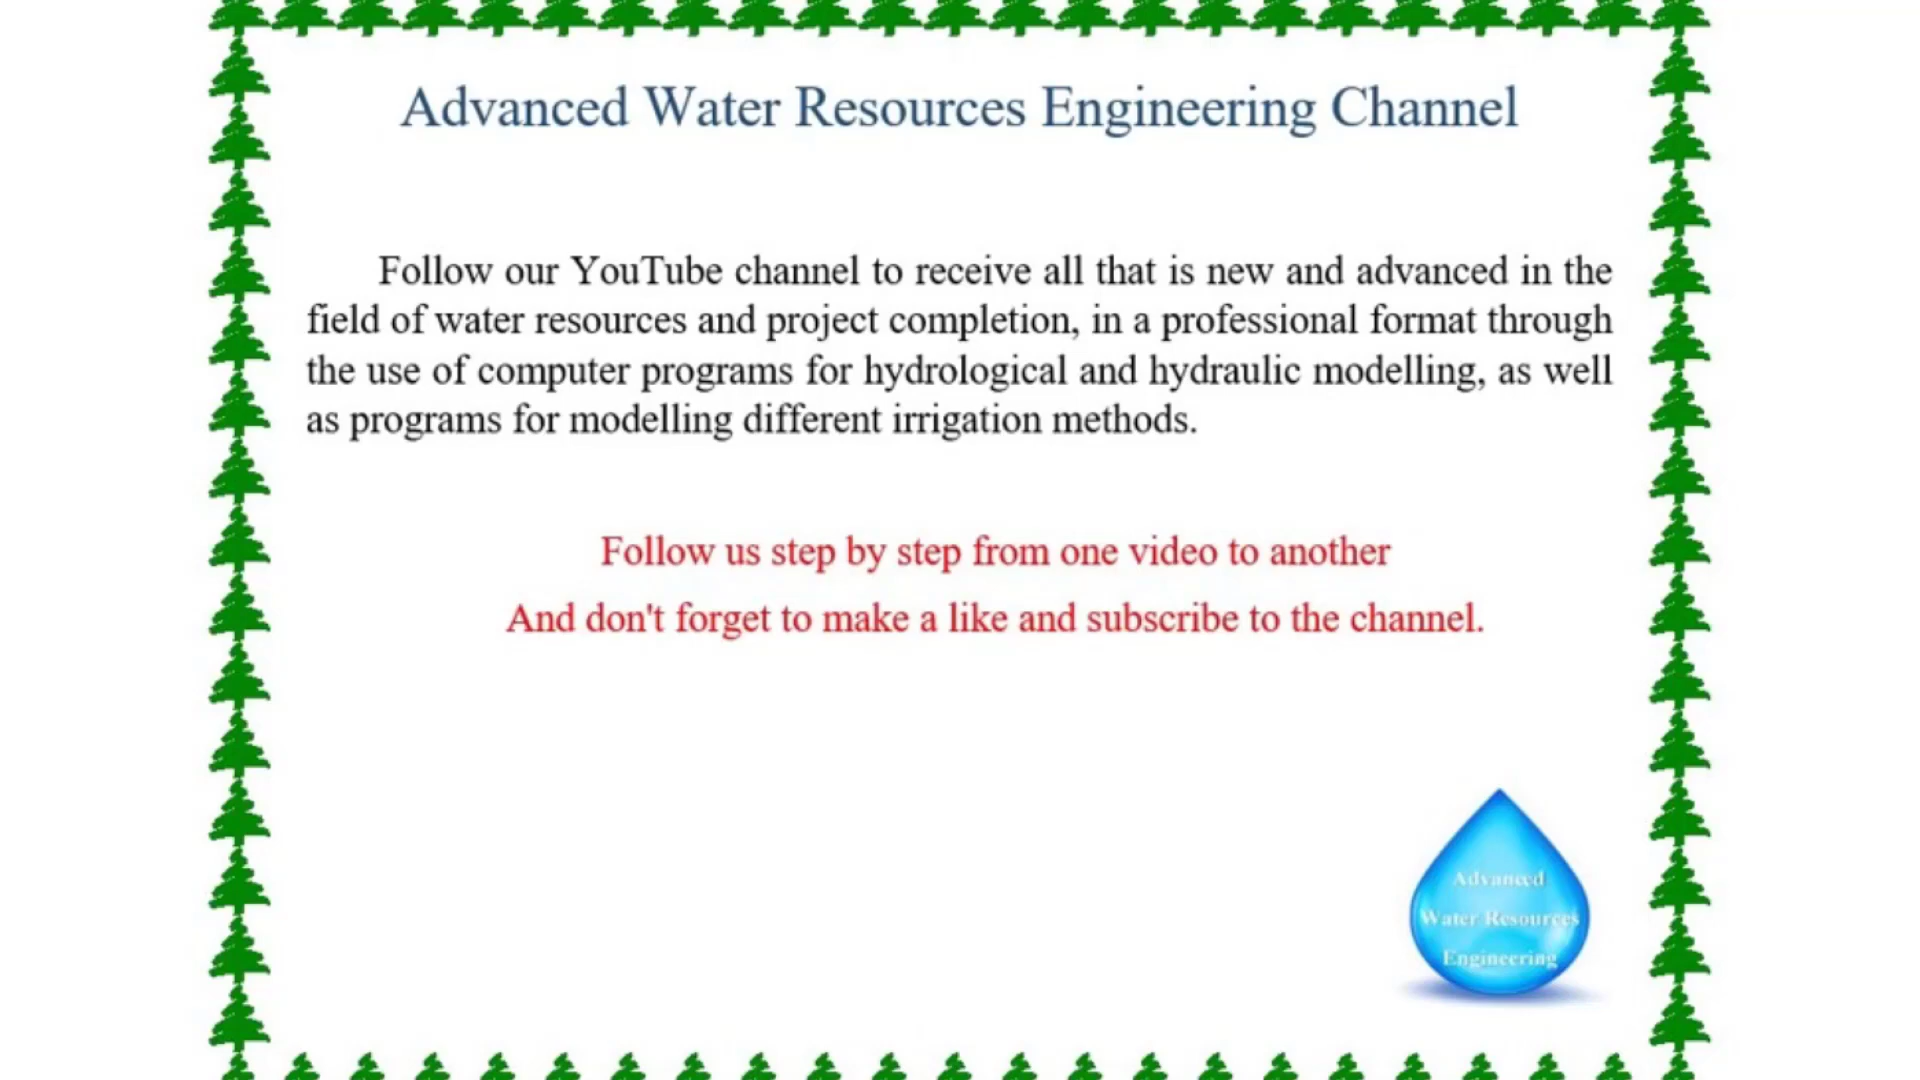 Advanced Water Resources Engineering Channel
Follow our YouTube channel to receive all that is new and advanced in the
field of water resources and project completion, in a professional format through
the use of computer programs for hydrological and hydraulic modelling, as well
as programs for modelling different irrigation methods.
Follow us step by step from one video to another
And don't forget to make a like and subscribe to the channel.
Advanced
Water Resources
Engineering